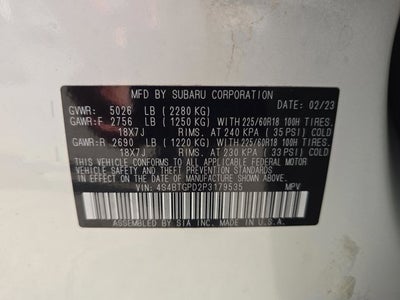 MFD BY SUBARU CORPORATION
GVWR: 5026 LB (2280 KG) DATE: 02/23
GAWR:F 2756 LB (1250 KG) WITH 225/60R18 100H TIRES.
18X7J RIMS. AT 240 KPA (35 PSI) COLD
GAWR:R 2690 LB (1220 KG) WITH 225/60R18 100H TIRES.
18X7J RIMS. AT 230 KPA (33 PSI) COLD
THIS VEHICLE CONFORMS TO ALL APPLICABLE FEDERAL MOTOR
VEHICLE SAFETY AND THEFT PREVENTION STANDARDS
IN EFFECT ON THE DATE OF MANUFACTURE SHOWN ABOVE.
VIN: 4S4BTGPD2P3179535 MPV
ASSEMBLED BY SIA INC. MADE IN U.S.A.